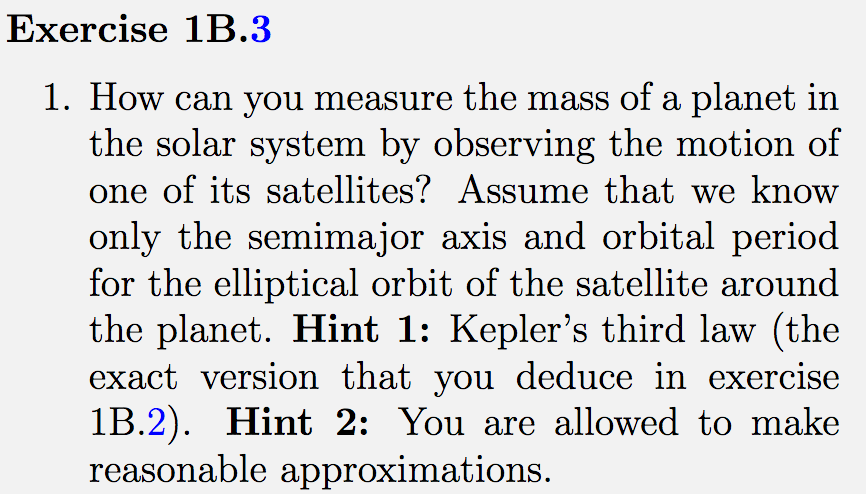 Exercise 1B.3
1. How can you measure the mass of a planet in
the solar system by observing the motion of
one of its satellites? Assume that we know
only the semimajor axis and orbital period
for the elliptical orbit of the satellite around
the planet. Hint 1: Kepler's third law (the
exact version that you deduce in exercise
1B.2). Hint 2: You are allowed to make
reasonable approximations.